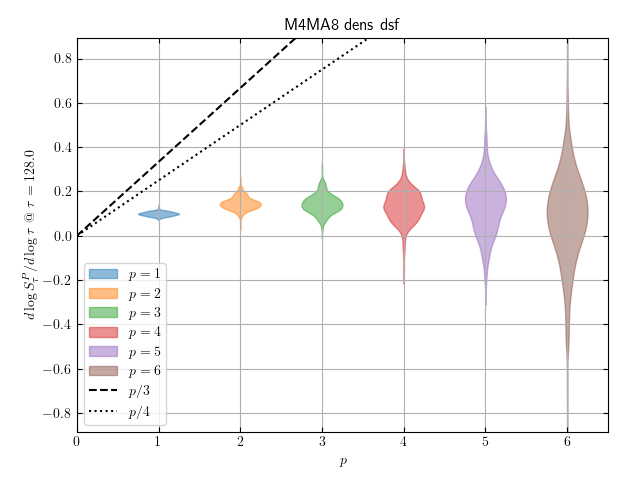 M4MA8 dens dsf
d log S_τ^P / d log τ @ τ = 128.0
0.8
0.6
0.4
0.2
0.0
−0.2
−0.4
−0.6
−0.8
p = 1
p = 2
p = 3
p = 4
p = 5
p = 6
p/3
p/4
0 1 2 3 4 5 6
p